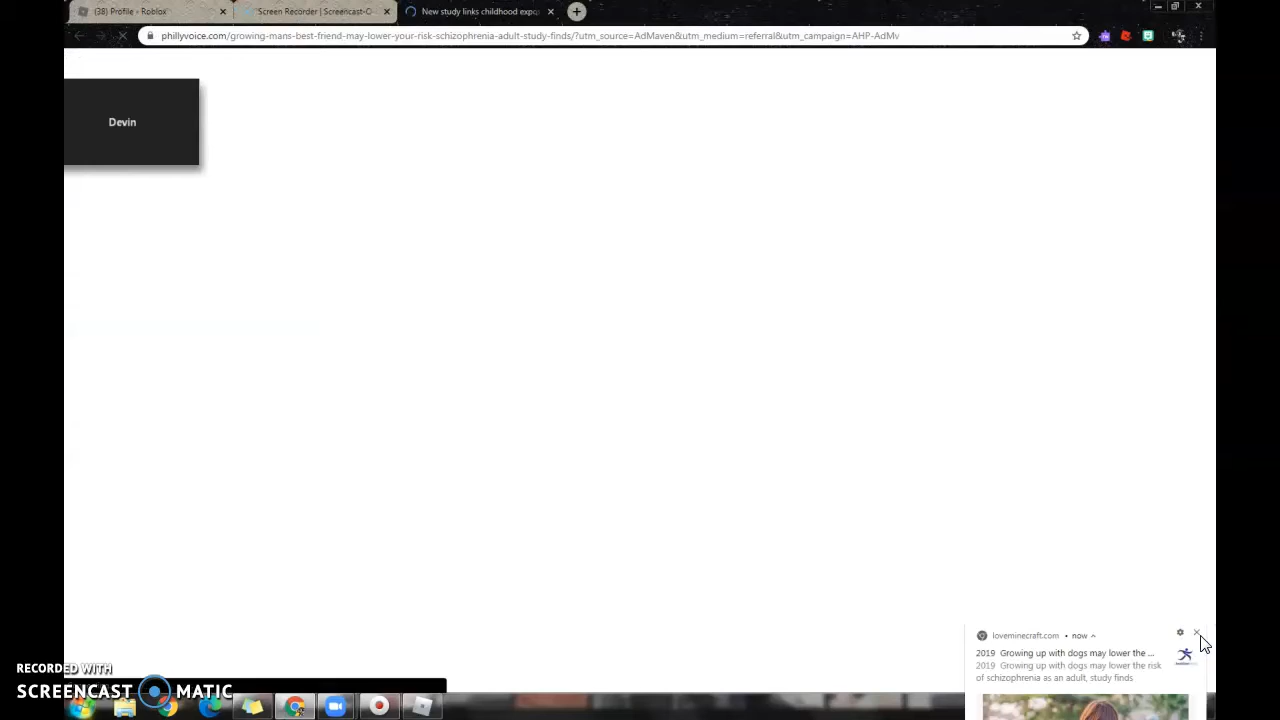 (38) Profile - Roblox
Screen Recorder | Screencast-O
New study links childhood expo
phillyvoice.com/growing-mans-best-friend-may-lower-your-risk-schizophrenia-adult-study-finds/?utm_source=AdMaven&utm_medium=referral&utm_campaign=AHP-AdMv
Devin
loveminecraft.com • now
2019 Growing up with dogs may lower the ...
2019 Growing up with dogs may lower the risk
of schizophrenia as an adult, study finds
RECORDED WITH
SCREENCAST MATIC